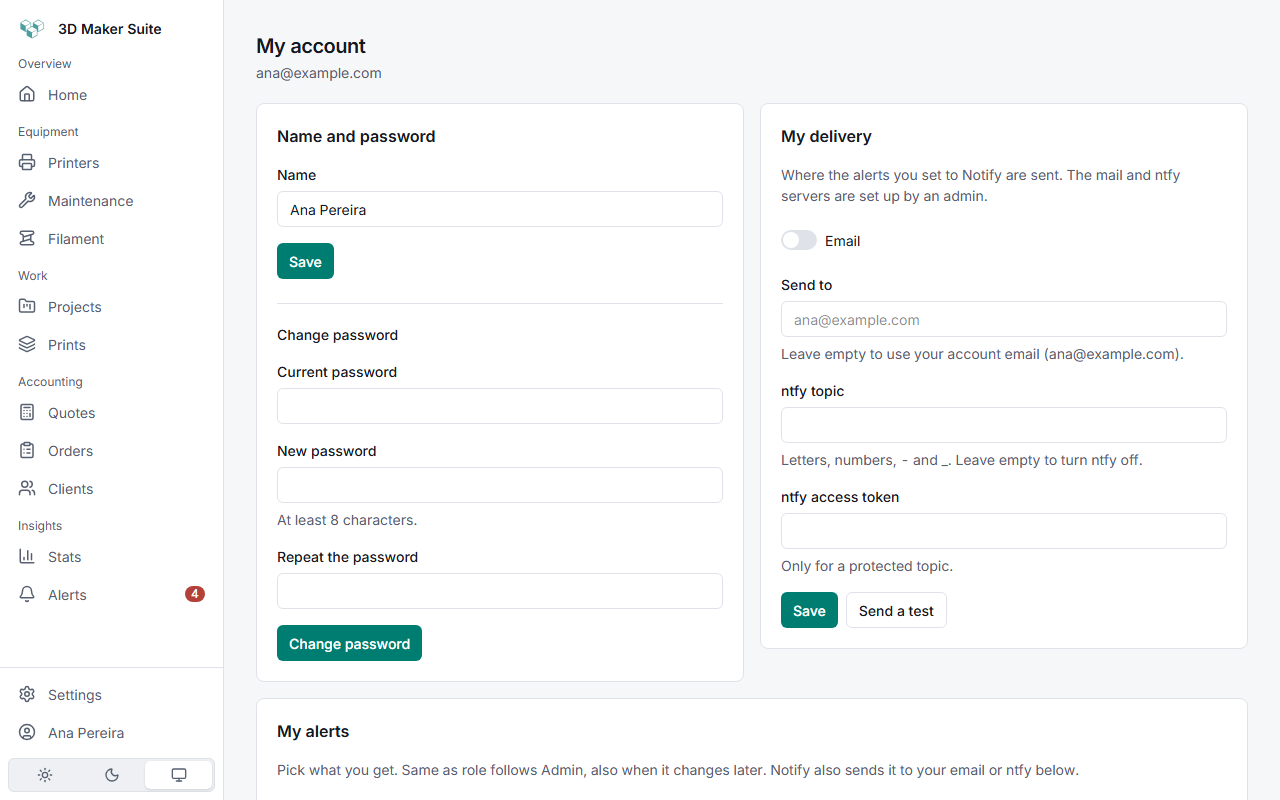 3D Maker Suite
Overview
Home
Equipment
Printers
Maintenance
Filament
Work
Projects
Prints
Accounting
Quotes
Orders
Clients
Insights
Stats
Alerts
4
Settings
Ana Pereira
My account
ana@example.com
Name and password
Name
Ana Pereira
Save
Change password
Current password
New password
At least 8 characters.
Repeat the password
Change password
My delivery
Where the alerts you set to Notify are sent. The mail and ntfy
servers are set up by an admin.
Email
Send to
ana@example.com
Leave empty to use your account email (ana@example.com).
ntfy topic
Letters, numbers, - and _. Leave empty to turn ntfy off.
ntfy access token
Only for a protected topic.
Save
Send a test
My alerts
Pick what you get. Same as role follows Admin, also when it changes later. Notify also sends it to your email or ntfy below.